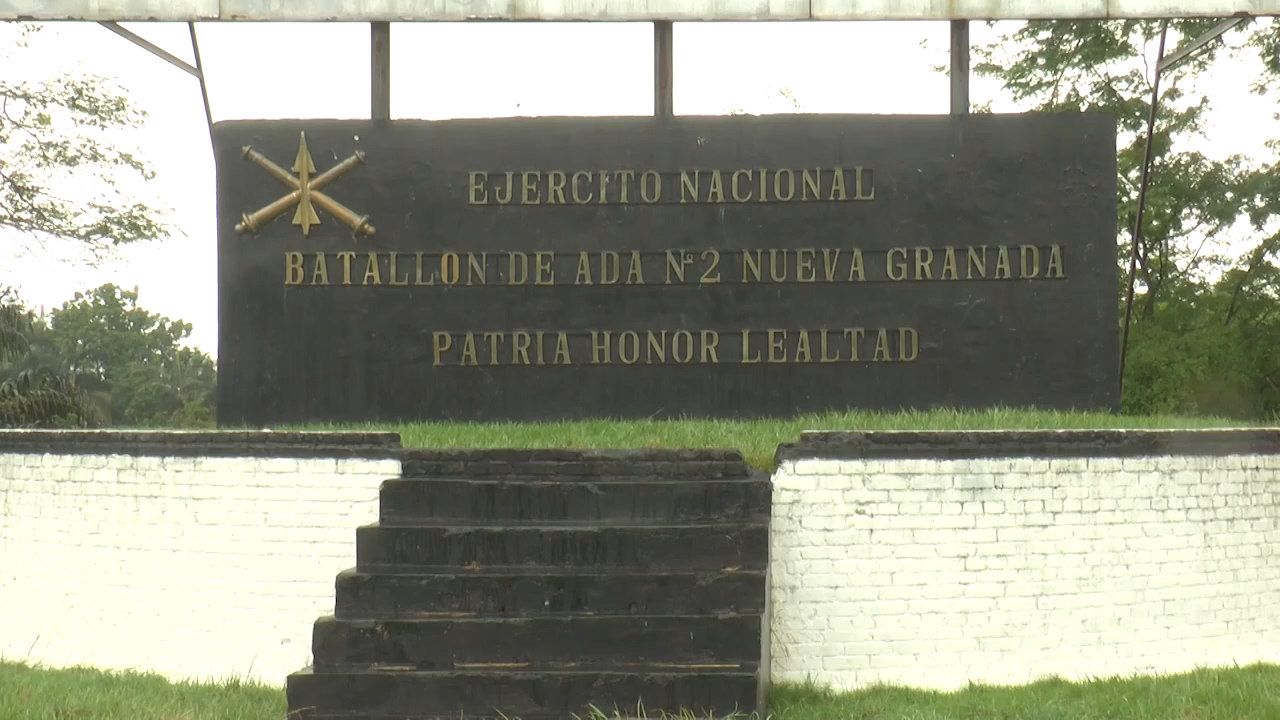 EJERCITO NACIONAL
BATALLON DE ADA Nº2 NUEVA GRANADA
PATRIA HONOR LEALTAD